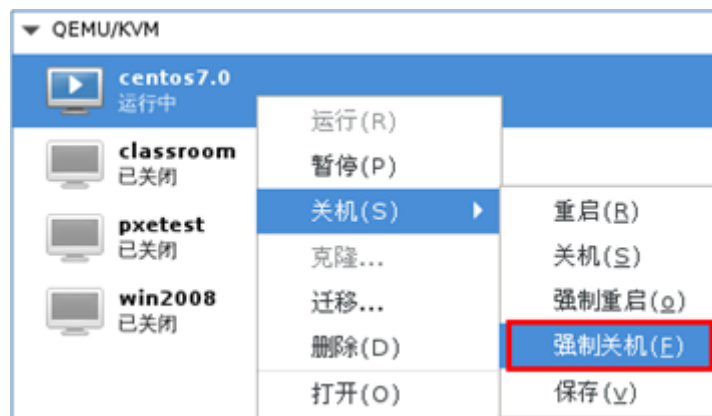 QEMU/KVM
centos7.0
运行中
classroom
已关闭
pxetest
已关闭
win2008
已关闭
运行(R)
暂停(P)
关机(S)
克隆...
迁移...
删除(D)
打开(O)
重启(R)
关机(S)
强制重启(o)
强制关机(F)
保存(v)